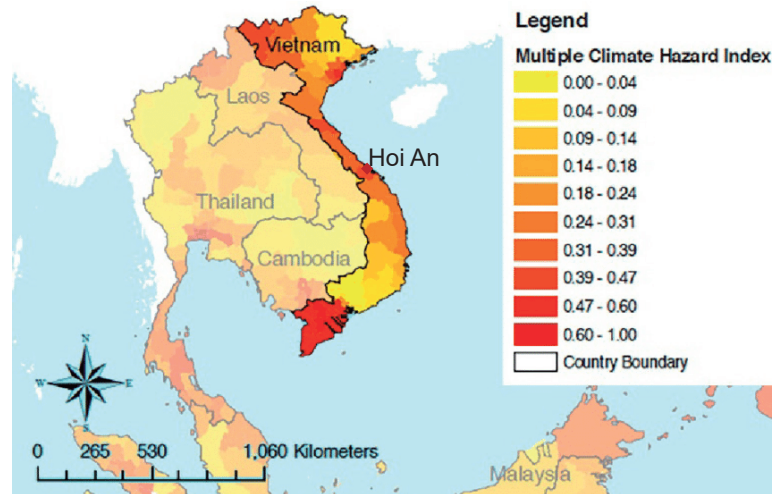 Legend
Multiple Climate Hazard Index
0.00 - 0.04
0.04 - 0.09
0.09 - 0.14
0.14 - 0.18
0.18 - 0.24
0.24 - 0.31
0.31 - 0.39
0.39 - 0.47
0.47 - 0.60
0.60 - 1.00
Country Boundary
Vietnam
Laos
Hoi An
Thailand
Cambodia
Malaysia
N
W E
S
0 265 530 1,060 Kilometers